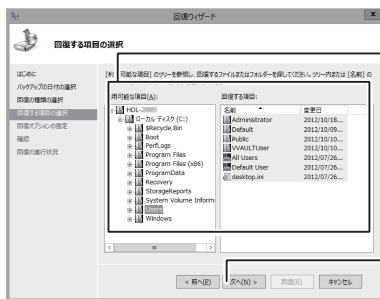 回復ウィザード
x
回復する項目の選択
はじめに
バックアップの日付の選択
回復の種類の選択
回復する項目の選択
回復オプションの指定
確認
回復の進行状況
可能な項目] のツリーを参照し、回復するファイルまたはフォルダーを探してください。ツリー内または [名前] の
用可能な項目(A):
HDL-2
ローカル ディスク (C:)
$Recycle.Bin
Boot
PerfLogs
Program Files
Program Files (x86)
ProgramData
Recovery
StorageReports
System Volume Inform
Users
Windows
回復する項目:
名前 変更日
Administrator 2012/10/18...
Default 2012/10/09...
Public 2012/10/10...
VVAULTUser 2012/10/10...
All Users 2012/07/26...
Default User 2012/07/26...
desktop.ini 2012/07/26...
< 前へ(P)
次へ(N) >
回復(R)
キャンセル